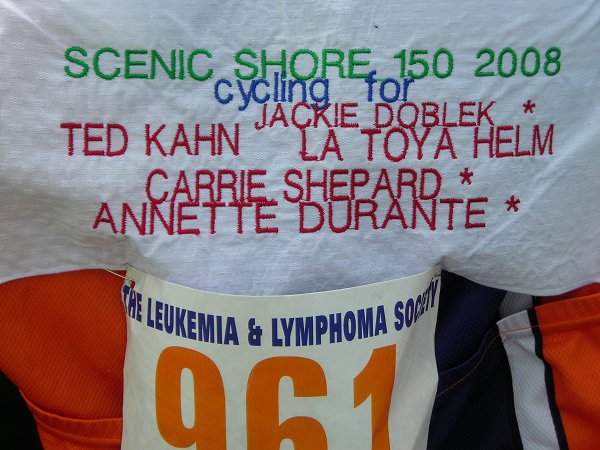 SCENIC SHORE 150 2008
cycling for
JACKIE DOBLEK *
TED KAHN LA TOYA HELM
CARRIE SHEPARD *
ANNETTE DURANTE *
THE LEUKEMIA & LYMPHOMA SOCIETY
961